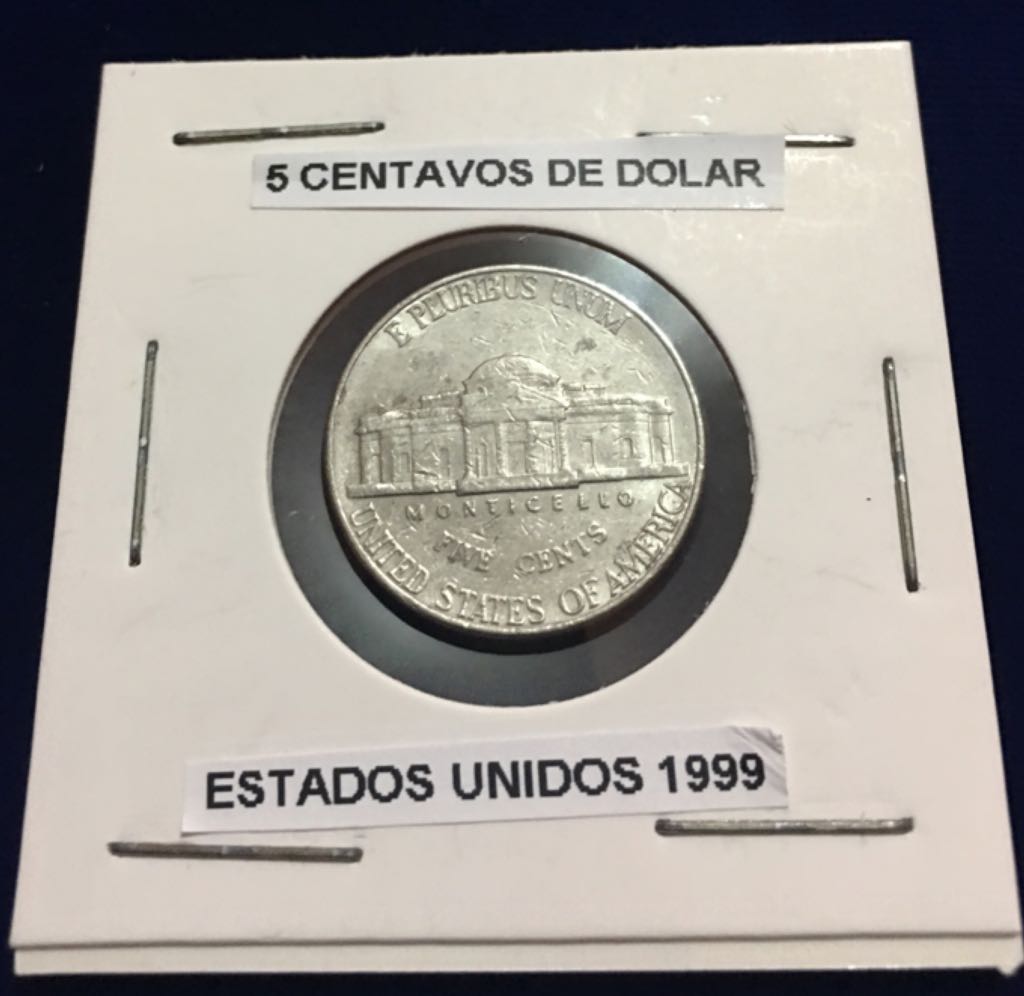 5 CENTAVOS DE DOLAR
E PLURIBUS UNUM
MONTICELLO
FIVE CENTS
UNITED STATES OF AMERICA
ESTADOS UNIDOS 1999